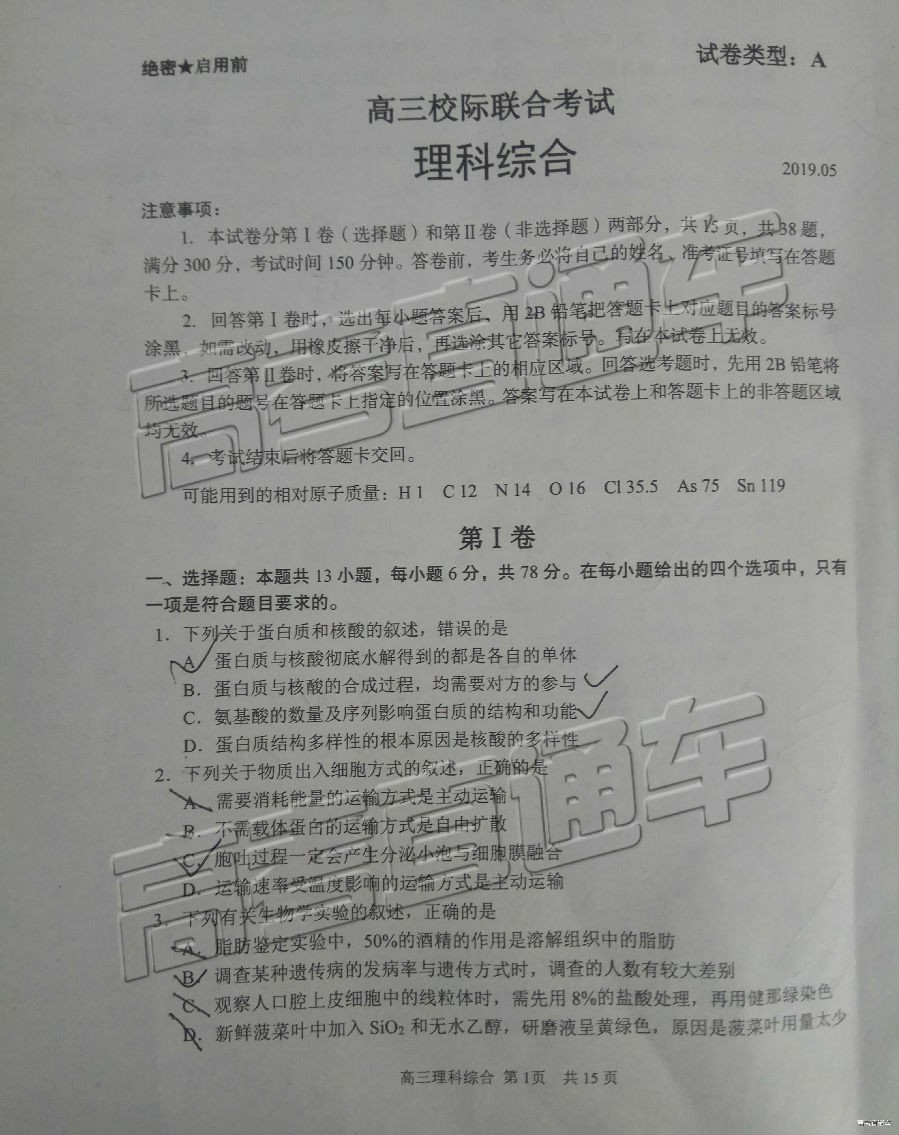 绝密★启用前
试卷类型：A
高三校际联合考试
理科综合
2019.05
注意事项：
1. 本试卷分第Ⅰ卷（选择题）和第Ⅱ卷（非选择题）两部分，共15页，共38题，
满分300分，考试时间150分钟。答卷前，考生务必将自己的姓名、准考证号填写在答题
卡上。
2. 回答第Ⅰ卷时，选出每小题答案后，用2B铅笔把答题卡上对应题目的答案标号
涂黑，如需改动，用橡皮擦干净后，再选涂其它答案标号。写在本试卷上无效。
3. 回答第Ⅱ卷时，将答案写在答题卡上的相应区域。回答选考题时，先用2B铅笔将
所选题目的题号在答题卡上指定的位置涂黑。答案写在本试卷上和答题卡上的非答题区域
均无效。
4. 考试结束后将答题卡交回。
可能用到的相对原子质量：H 1 C 12 N 14 O 16 Cl 35.5 As 75 Sn 119
第Ⅰ卷
一、选择题：本题共13小题，每小题6分，共78分。在每小题给出的四个选项中，只有
一项是符合题目要求的。
1. 下列关于蛋白质和核酸的叙述，错误的是
A. 蛋白质与核酸彻底水解得到的都是各自的单体
B. 蛋白质与核酸的合成过程，均需要对方的参与
C. 氨基酸的数量及序列影响蛋白质的结构和功能
D. 蛋白质结构多样性的根本原因是核酸的多样性
2. 下列关于物质出入细胞方式的叙述，正确的是
A. 需要消耗能量的运输方式是主动运输
B. 不需载体蛋白的运输方式是自由扩散
C. 胞吐过程一定会产生分泌小泡与细胞膜融合
D. 运输速率受温度影响的运输方式是主动运输
3. 下列有关生物学实验的叙述，正确的是
A. 脂肪鉴定实验中，50%的酒精的作用是溶解组织中的脂肪
B. 调查某种遗传病的发病率与遗传方式时，调查的人数有较大差别
C. 观察人口腔上皮细胞中的线粒体时，需先用8%的盐酸处理，再用健那绿染色
D. 新鲜菠菜叶中加入SiO₂和无水乙醇，研磨液呈黄绿色，原因是菠菜叶用量太少
高三理科综合 第1页 共15页
高考直通车
高考直通车